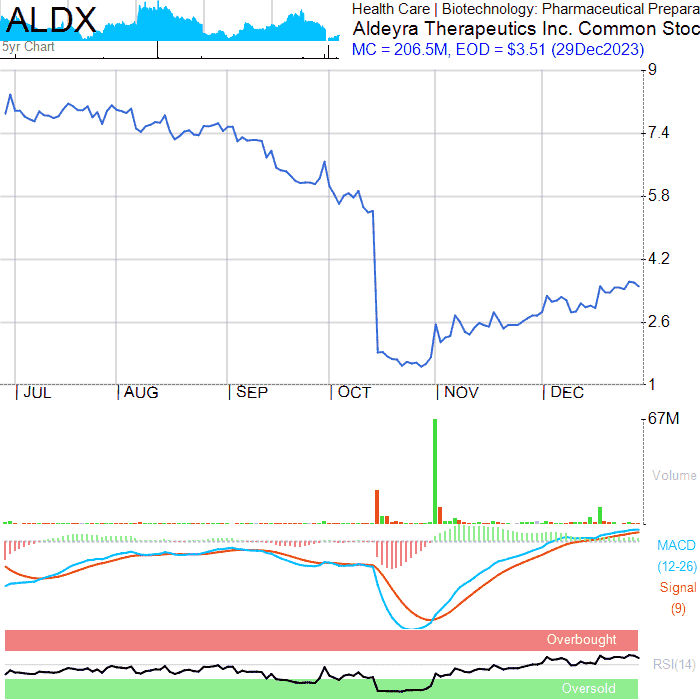 ALDX
5yr Chart
Health Care | Biotechnology: Pharmaceutical Prepara
Aldeyra Therapeutics Inc. Common Stoc
MC = 206.5M, EOD = $3.51 (29Dec2023)
9
7.4
5.8
4.2
2.6
1
JUL AUG SEP OCT NOV DEC
67M
Volume
MACD
(12-26)
Signal
(9)
Overbought
RSI(14)
Oversold